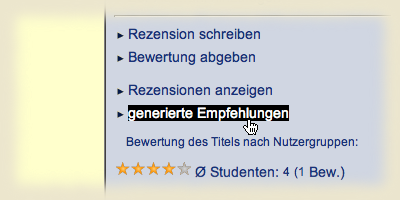 ▸ Rezension schreiben
▸ Bewertung abgeben
▸ Rezensionen anzeigen
▸ generierte Empfehlungen
Bewertung des Titels nach Nutzergruppen:
Ø Studenten: 4 (1 Bew.)